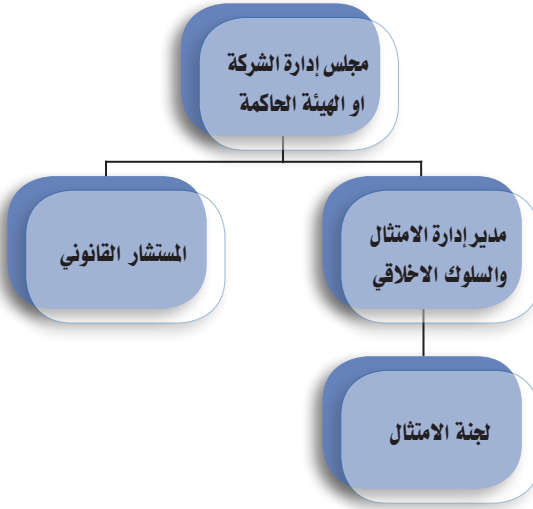 مجلس إدارة الشركة
او الهيئة الحاكمة
مدير إدارة الامتثال
والسلوك الاخلاقي
المستشار القانوني
لجنة الامتثال